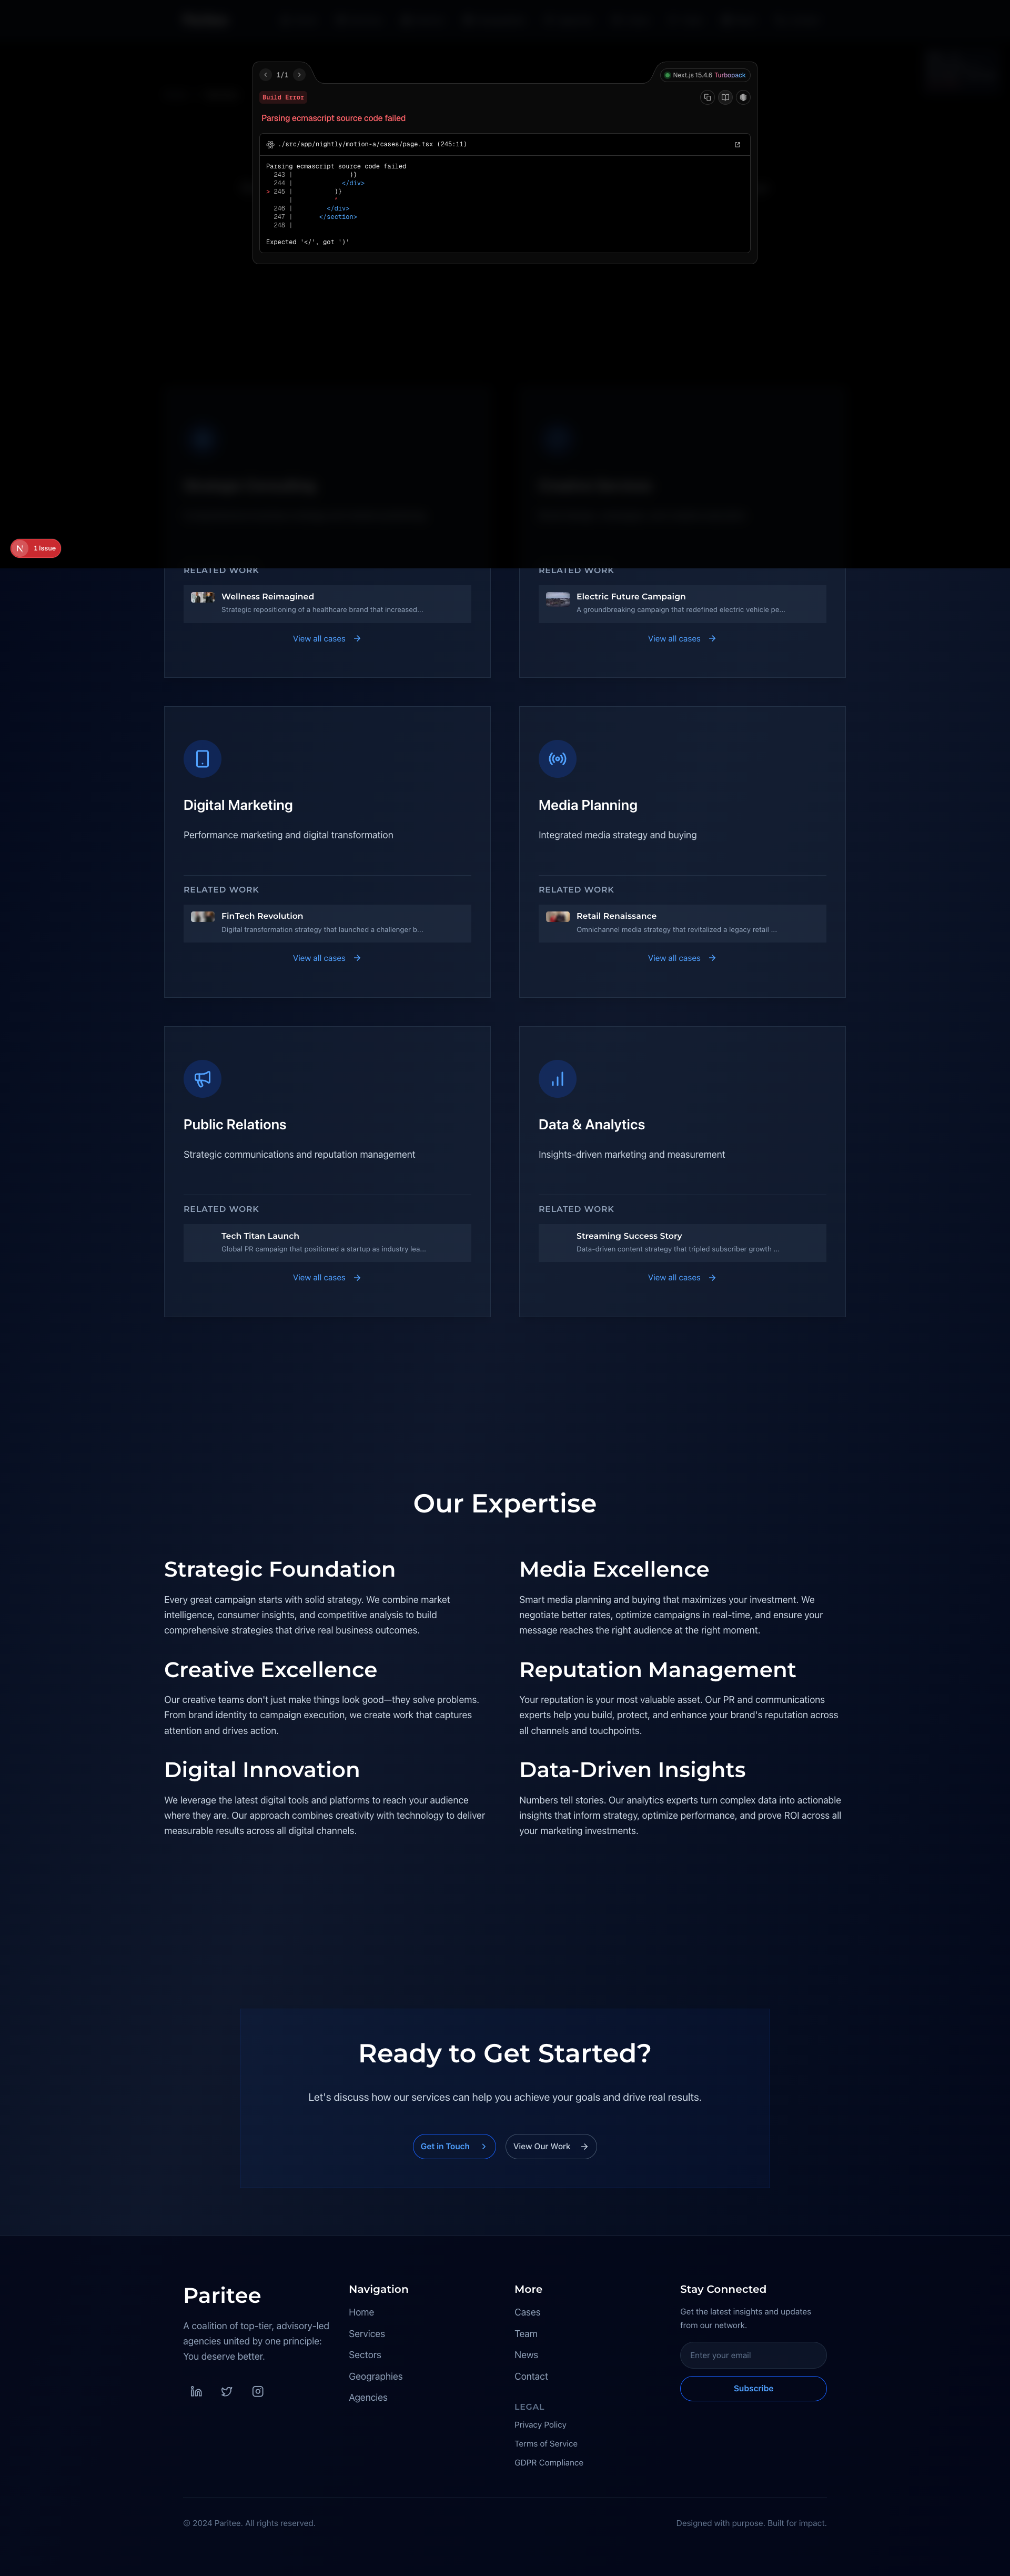 1/1
Next.js 15.4.6 Turbopack
Build Error
Parsing ecmascript source code failed
./src/app/nightly/motion-a/cases/page.tsx (245:11)
Parsing ecmascript source code failed
243 | ))
244 | </div>
> 245 | ))
| ^
246 | </div>
247 | </section>
248 |
Expected '</', got ')'
N 1 Issue
RELATED WORK
Wellness Reimagined
Strategic repositioning of a healthcare brand that increased...
View all cases
RELATED WORK
Electric Future Campaign
A groundbreaking campaign that redefined electric vehicle pe...
View all cases
Digital Marketing
Performance marketing and digital transformation
RELATED WORK
FinTech Revolution
Digital transformation strategy that launched a challenger b...
View all cases
Media Planning
Integrated media strategy and buying
RELATED WORK
Retail Renaissance
Omnichannel media strategy that revitalized a legacy retail ...
View all cases
Public Relations
Strategic communications and reputation management
RELATED WORK
Tech Titan Launch
Global PR campaign that positioned a startup as industry lea...
View all cases
Data & Analytics
Insights-driven marketing and measurement
RELATED WORK
Streaming Success Story
Data-driven content strategy that tripled subscriber growth ...
View all cases
Our Expertise
Strategic Foundation
Every great campaign starts with solid strategy. We combine market
intelligence, consumer insights, and competitive analysis to build
comprehensive strategies that drive real business outcomes.
Creative Excellence
Our creative teams don't just make things look good—they solve problems.
From brand identity to campaign execution, we create work that captures
attention and drives action.
Digital Innovation
We leverage the latest digital tools and platforms to reach your audience
where they are. Our approach combines creativity with technology to deliver
measurable results across all digital channels.
Media Excellence
Smart media planning and buying that maximizes your investment. We
negotiate better rates, optimize campaigns in real-time, and ensure your
message reaches the right audience at the right moment.
Reputation Management
Your reputation is your most valuable asset. Our PR and communications
experts help you build, protect, and enhance your brand's reputation across
all channels and touchpoints.
Data-Driven Insights
Numbers tell stories. Our analytics experts turn complex data into actionable
insights that inform strategy, optimize performance, and prove ROI across all
your marketing investments.
Ready to Get Started?
Let's discuss how our services can help you achieve your goals and drive real results.
Get in Touch
View Our Work
Paritee
A coalition of top-tier, advisory-led
agencies united by one principle:
You deserve better.
Navigation
Home
Services
Sectors
Geographies
Agencies
More
Cases
Team
News
Contact
LEGAL
Privacy Policy
Terms of Service
GDPR Compliance
Stay Connected
Get the latest insights and updates
from our network.
Enter your email
Subscribe
© 2024 Paritee. All rights reserved.
Designed with purpose. Built for impact.